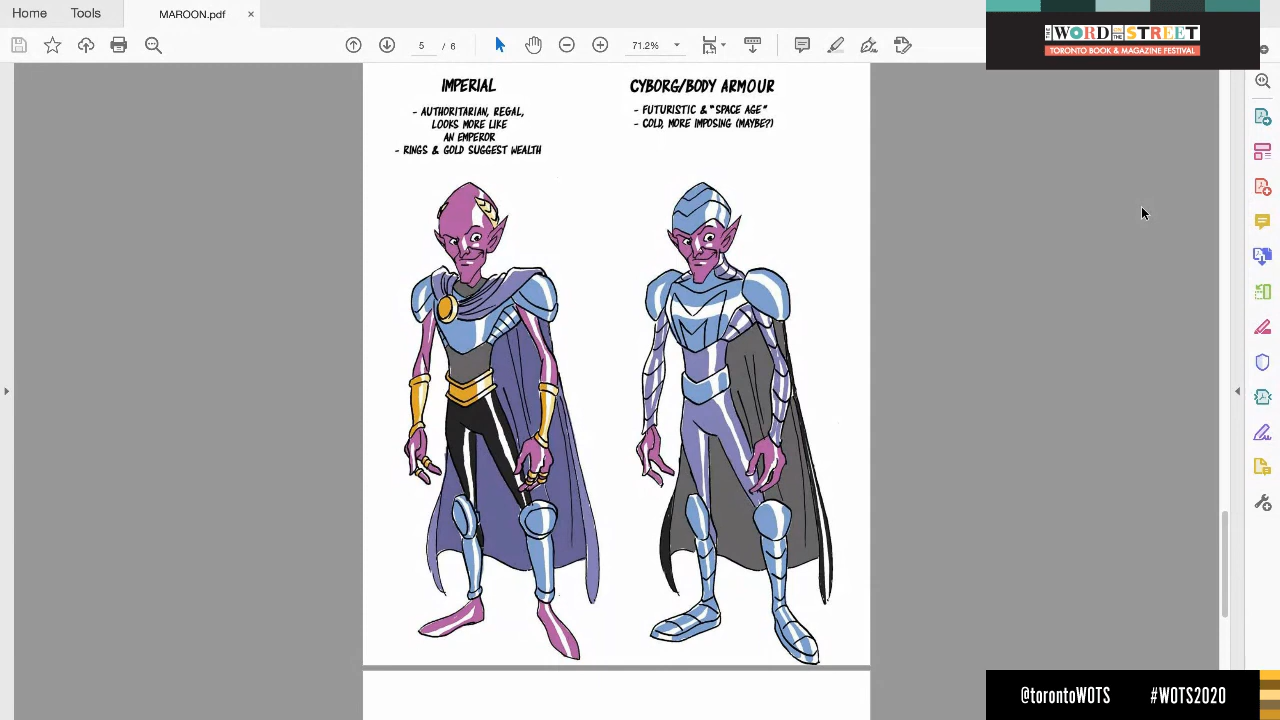 Home
Tools
MAROON.pdf
×
5 / 6
71.2%
THE WORD ON THE STREET
TORONTO BOOK & MAGAZINE FESTIVAL
IMPERIAL
- AUTHORITARIAN, REGAL,
LOOKS MORE LIKE
AN EMPEROR
- RINGS & GOLD SUGGEST WEALTH
CYBORG/BODY ARMOUR
- FUTURISTIC & "SPACE AGE"
- COLD, MORE IMPOSING (MAYBE?)
@torontoWOTS
#WOTS2020